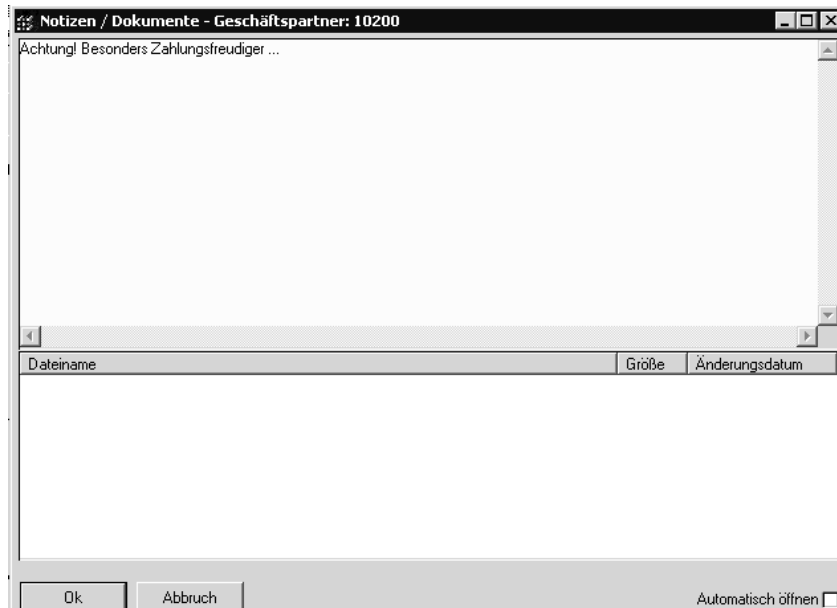 Notizen / Dokumente - Geschäftspartner: 10200
Achtung! Besonders Zahlungsfreudiger ...
Dateiname Größe Änderungsdatum
Ok Abbruch Automatisch öffnen